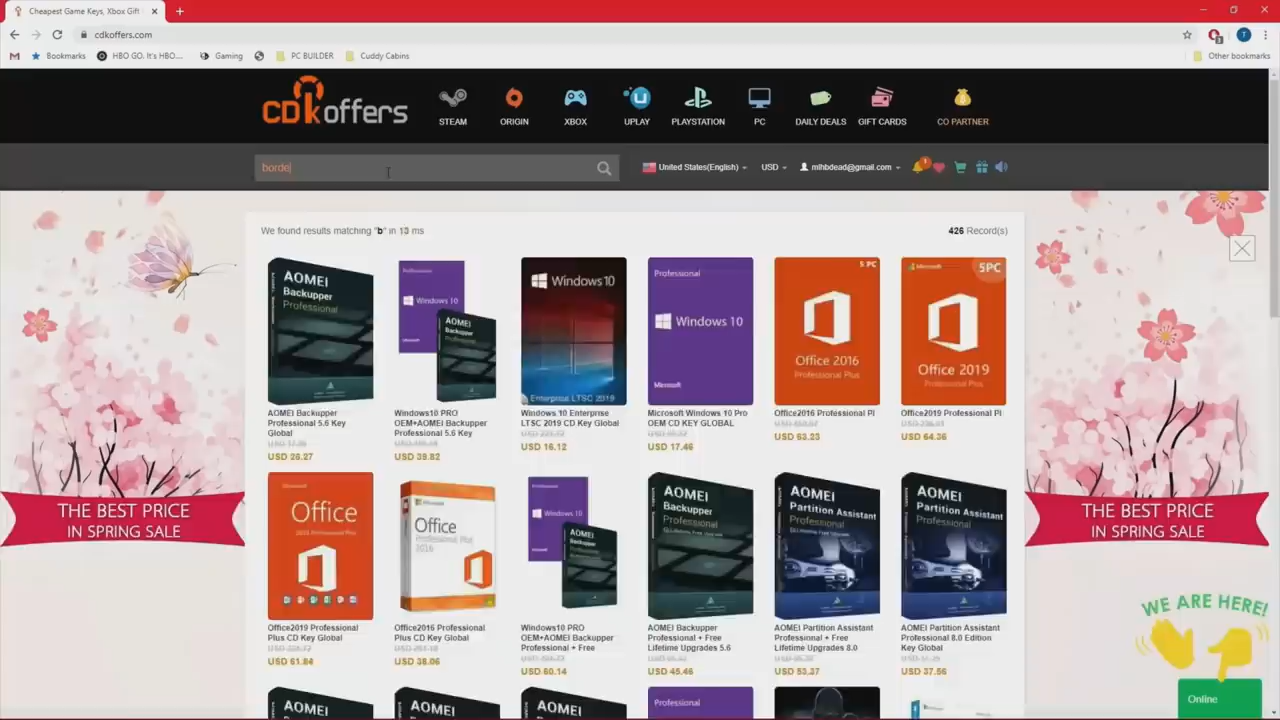 Cheapest Game Keys, Xbox Gift
cdkoffers.com
Bookmarks
HBO GO. It's HBO...
Gaming
PC BUILDER
Cuddy Cabins
Other bookmarks
CDkoffers
STEAM
ORIGIN
XBOX
UPLAY
PLAYSTATION
PC
DAILY DEALS
GIFT CARDS
CO PARTNER
borde
United States(English)
USD
mlhbdead@gmail.com
1
We found results matching "b" in 13 ms
426 Record(s)
AOMEI
Backupper
Professional
Professional
Windows 10
AOMEI
Backupper
Windows 10
Enterprise LTSC 2019
Professional
Windows 10
Microsoft
5 PC
Office 2016
Professional Plus
Microsoft
5PC
Office 2019
Professional Plus
AOMEI Backupper
Professional 5.6 Key
Global
USD 26.27
Windows10 PRO
OEM+AOMEI Backupper
Professional 5.6 Key
USD 39.82
Windows 10 Enterprise
LTSC 2019 CD Key Global
USD 16.12
Microsoft Windows 10 Pro
OEM CD KEY GLOBAL
USD 17.46
Office2016 Professional Pl
USD 63.23
Office2019 Professional Pl
USD 64.36
THE BEST PRICE
IN SPRING SALE
THE BEST PRICE
IN SPRING SALE
Office
2019 Professional Plus
Office
Professional Plus
2016
Windows 10
AOMEI
Backupper
AOMEI
Backupper
Professional
AOMEI
Partition Assistant
Professional
AOMEI
Partition Assistant
Professional
Office2019 Professional
Plus CD Key Global
USD 61.84
Office2016 Professional
Plus CD Key Global
USD 38.06
Windows10 PRO
OEM+AOMEI Backupper
Professional + Free
USD 60.14
AOMEI Backupper
Professional + Free
Lifetime Upgrades 5.6
USD 45.46
AOMEI Partition Assistant
Professional + Free
Lifetime Upgrades 8.0
USD 53.37
AOMEI Partition Assistant
Professional 8.0 Edition
Key Global
USD 37.56
WE ARE HERE!
Online
AOMEI
AOMEI
AOMEI
Professional